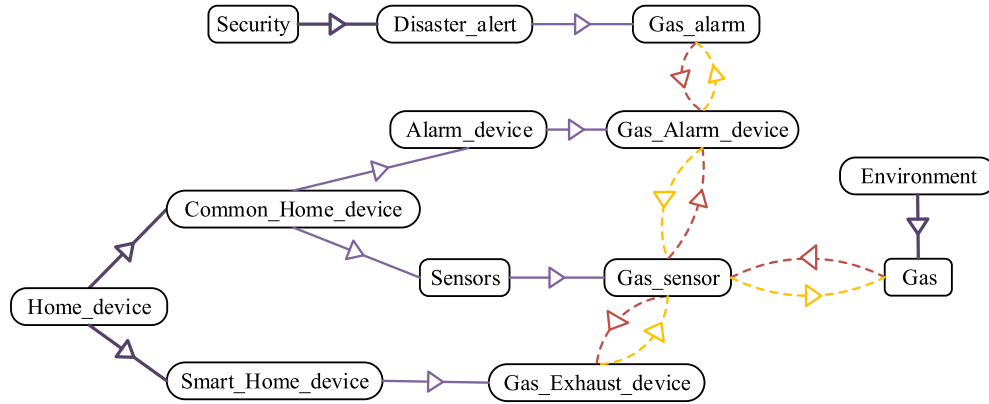 Security
Disaster_alert
Gas_alarm
Alarm_device
Gas_Alarm_device
Environment
Common_Home_device
Sensors
Gas_sensor
Gas
Home_device
Smart_Home_device
Gas_Exhaust_device